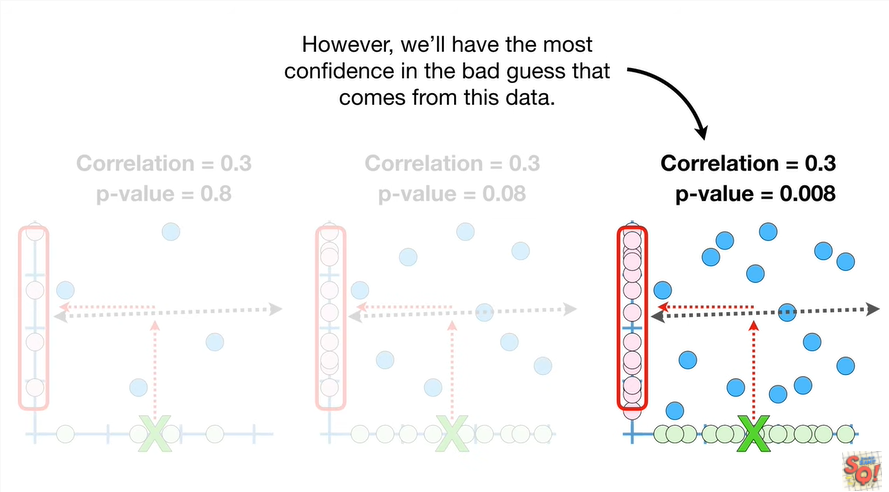 However, we’ll have the most
confidence in the bad guess that
comes from this data.
Correlation = 0.3
p-value = 0.8
Correlation = 0.3
p-value = 0.08
Correlation = 0.3
p-value = 0.008
X
X
X
SQ!